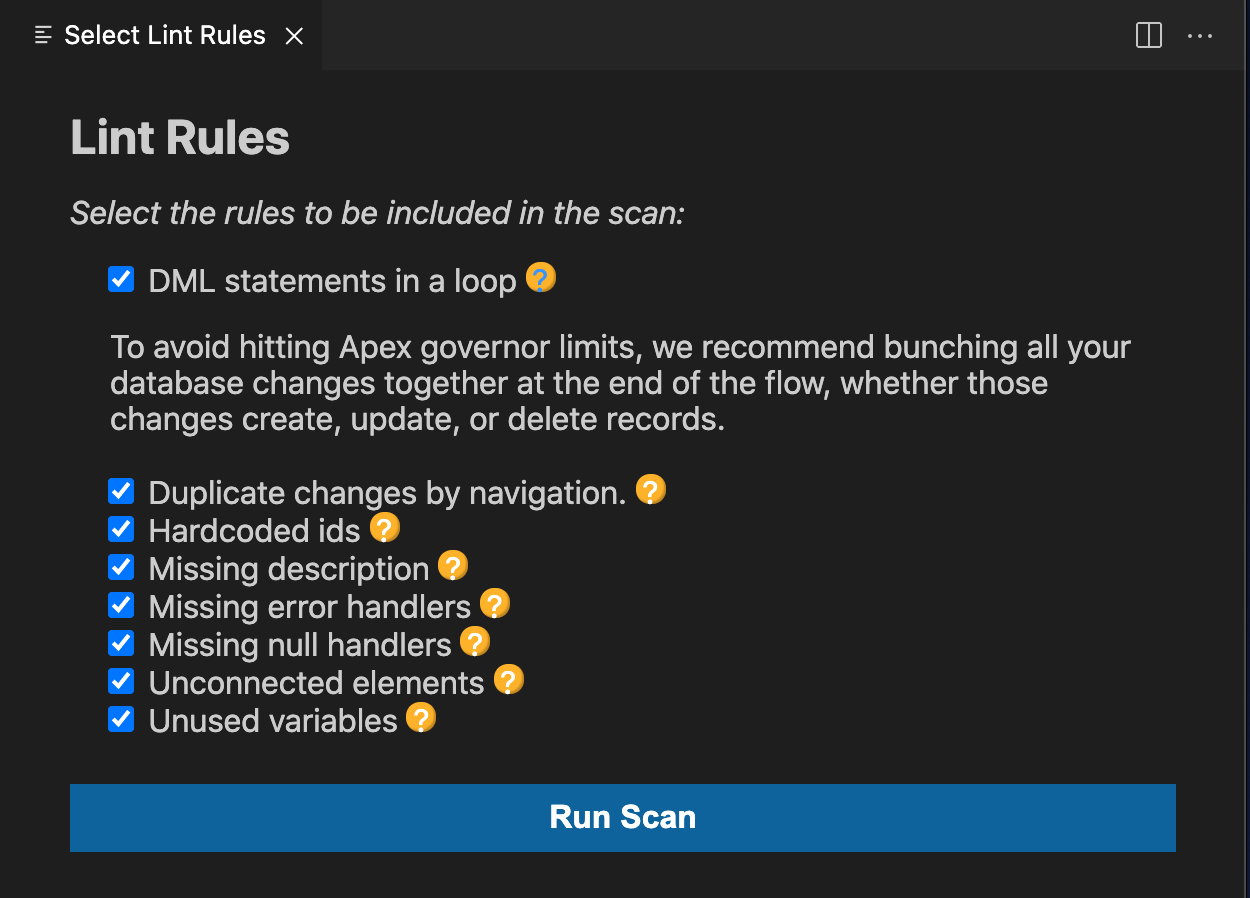 Select Lint Rules
Lint Rules
Select the rules to be included in the scan:
DML statements in a loop ?
To avoid hitting Apex governor limits, we recommend bunching all your
database changes together at the end of the flow, whether those
changes create, update, or delete records.
Duplicate changes by navigation. ?
Hardcoded ids ?
Missing description ?
Missing error handlers ?
Missing null handlers ?
Unconnected elements ?
Unused variables ?
Run Scan